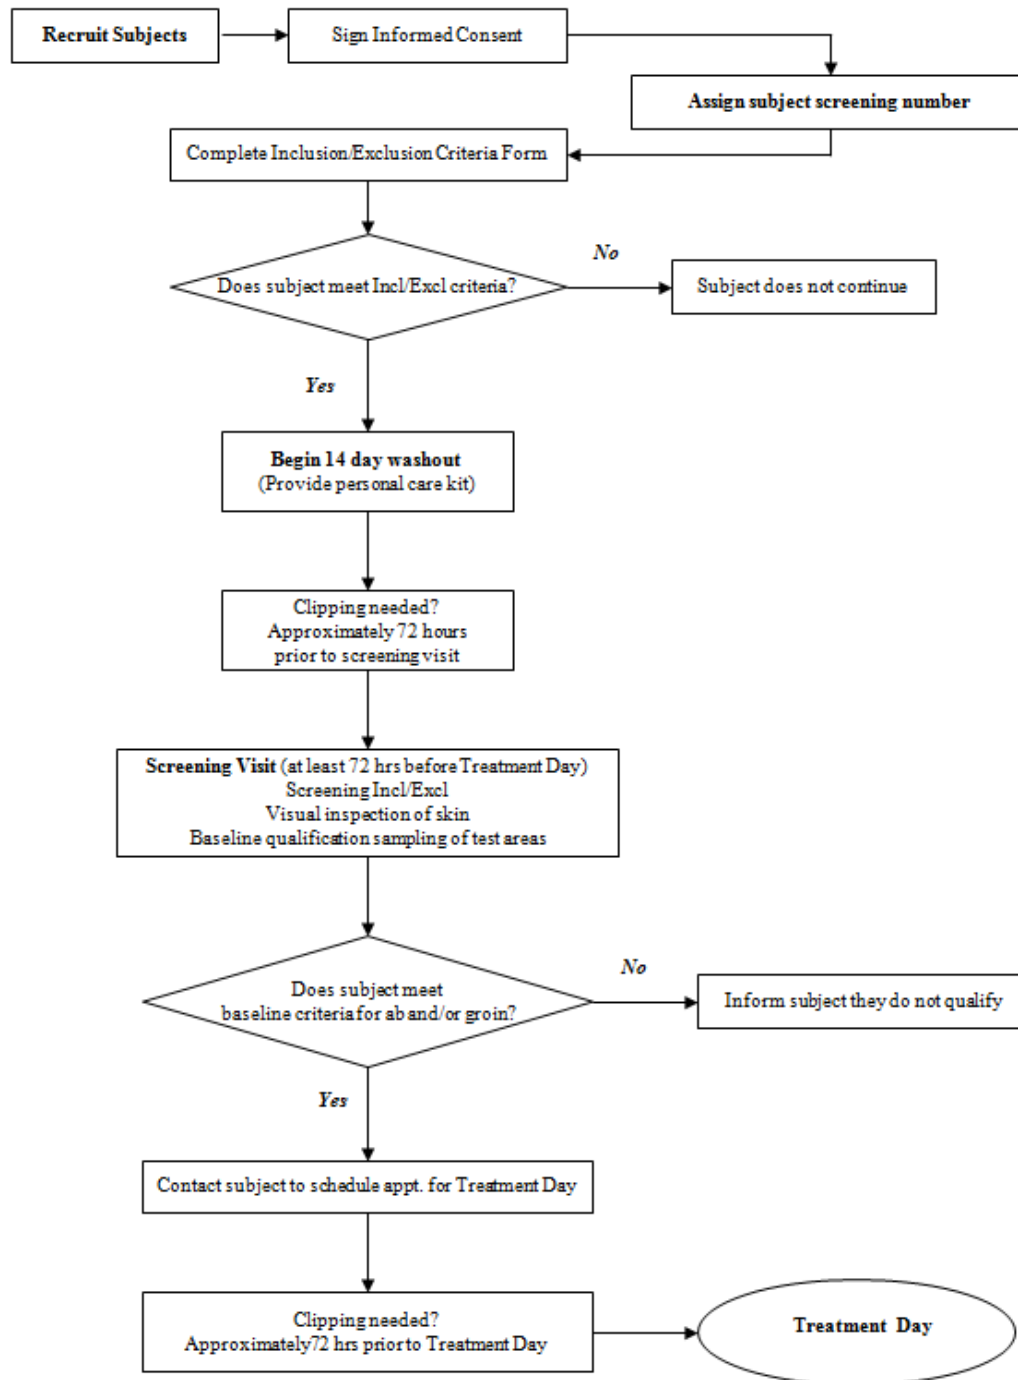 Recruit Subjects
Sign Informed Consent
Assign subject screening number
Complete Inclusion/Exclusion Criteria Form
Does subject meet Incl/Excl criteria?
No
Subject does not continue
Yes
Begin 14 day washout
(Provide personal care kit)
Clipping needed?
Approximately 72 hours
prior to screening visit
Screening Visit (at least 72 hrs before Treatment Day)
Screening Incl/Excl
Visual inspection of skin
Baseline qualification sampling of test areas
Does subject meet
baseline criteria for ab and/or groin?
No
Inform subject they do not qualify
Yes
Contact subject to schedule appt. for Treatment Day
Clipping needed?
Approximately 72 hrs prior to Treatment Day
Treatment Day